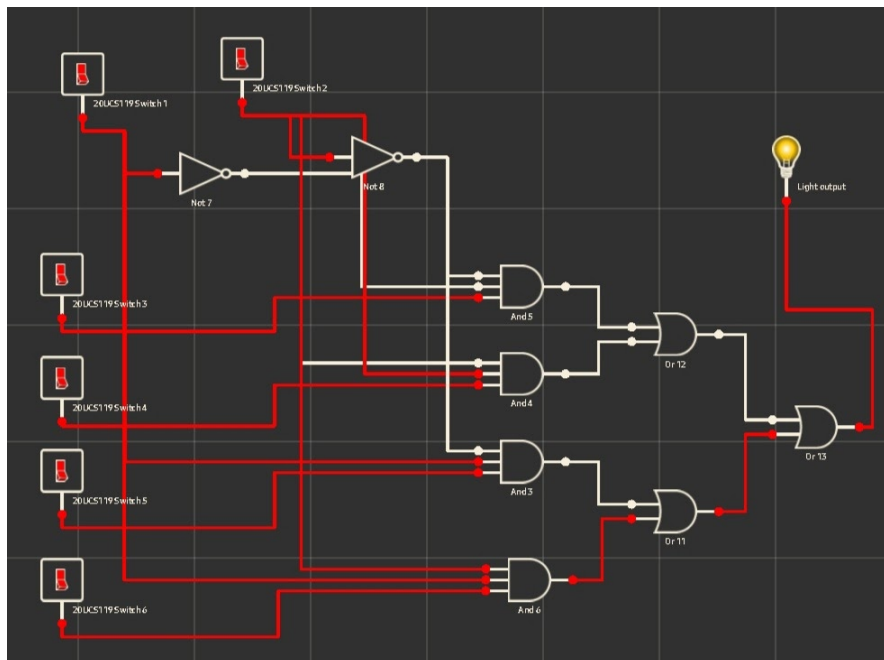 20UCS119 Switch 1
20UCS119 Switch 2
Not 7
Not 8
Light output
20UCS119 Switch 3
And 5
Or 12
20UCS119 Switch 4
And 4
Or 13
20UCS119 Switch 5
And 3
Or 11
20UCS119 Switch 6
And 6